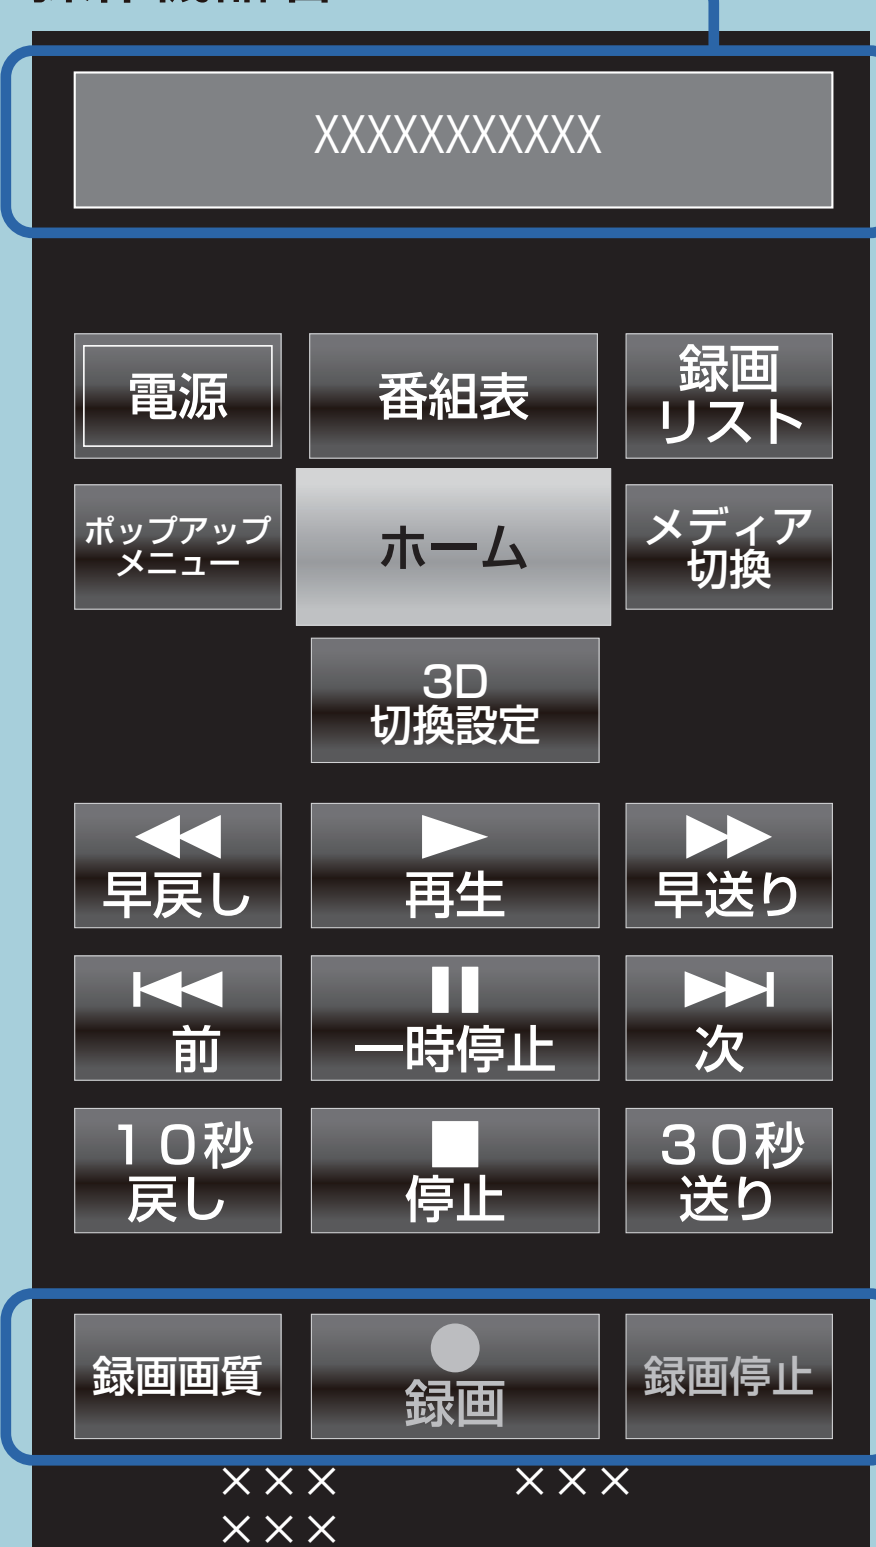 XXXXXXXXXXX
電源
番組表
録画
リスト
ポップアップ
メニュー
ホーム
メディア
切換
3D
切換設定
早戻し
再生
早送り
前
一時停止
次
１０秒
戻し
停止
３０秒
送り
録画画質
録画
録画停止
××× ×××
×××